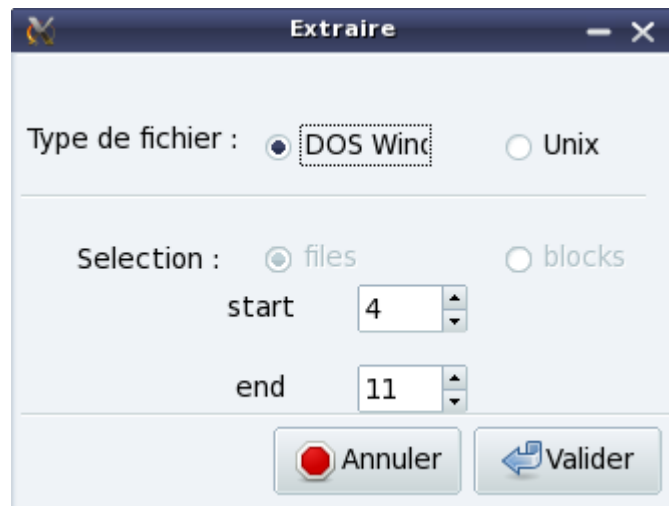 Extraire
Type de fichier : DOS Wind Unix
Selection : files blocks
start 4
end 11
Annuler Valider